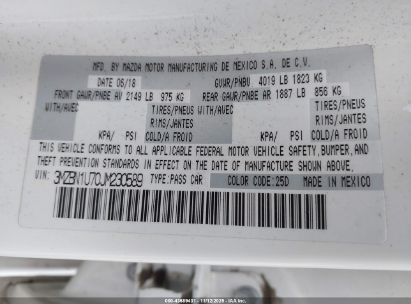 MFD. BY MAZDA MOTOR MANUFACTURING DE MEXICO S.A. DE C.V.
DATE 06/18 GVWR/PNBV 4019 LB 1823 KG
FRONT GAWR/PNBE AV 2149 LB 975 KG REAR GAWR/PNBE AR 1887 LB 856 KG
WITH/AVEC TIRES/PNEUS WITH/AVEC TIRES/PNEUS
RIMS/JANTES RIMS/JANTES
KPA/ PSI COLD/A FROID KPA/ PSI COLD/A FROID
THIS VEHICLE CONFORMS TO ALL APPLICABLE FEDERAL MOTOR VEHICLE SAFETY, BUMPER, AND
THEFT PREVENTION STANDARDS IN EFFECT ON THE DATE OF MANUFACTURE SHOWN ABOVE.
VIN: 3MZBN1U70JM230589 TYPE:PASS CAR COLOR CODE:25D MADE IN MEXICO